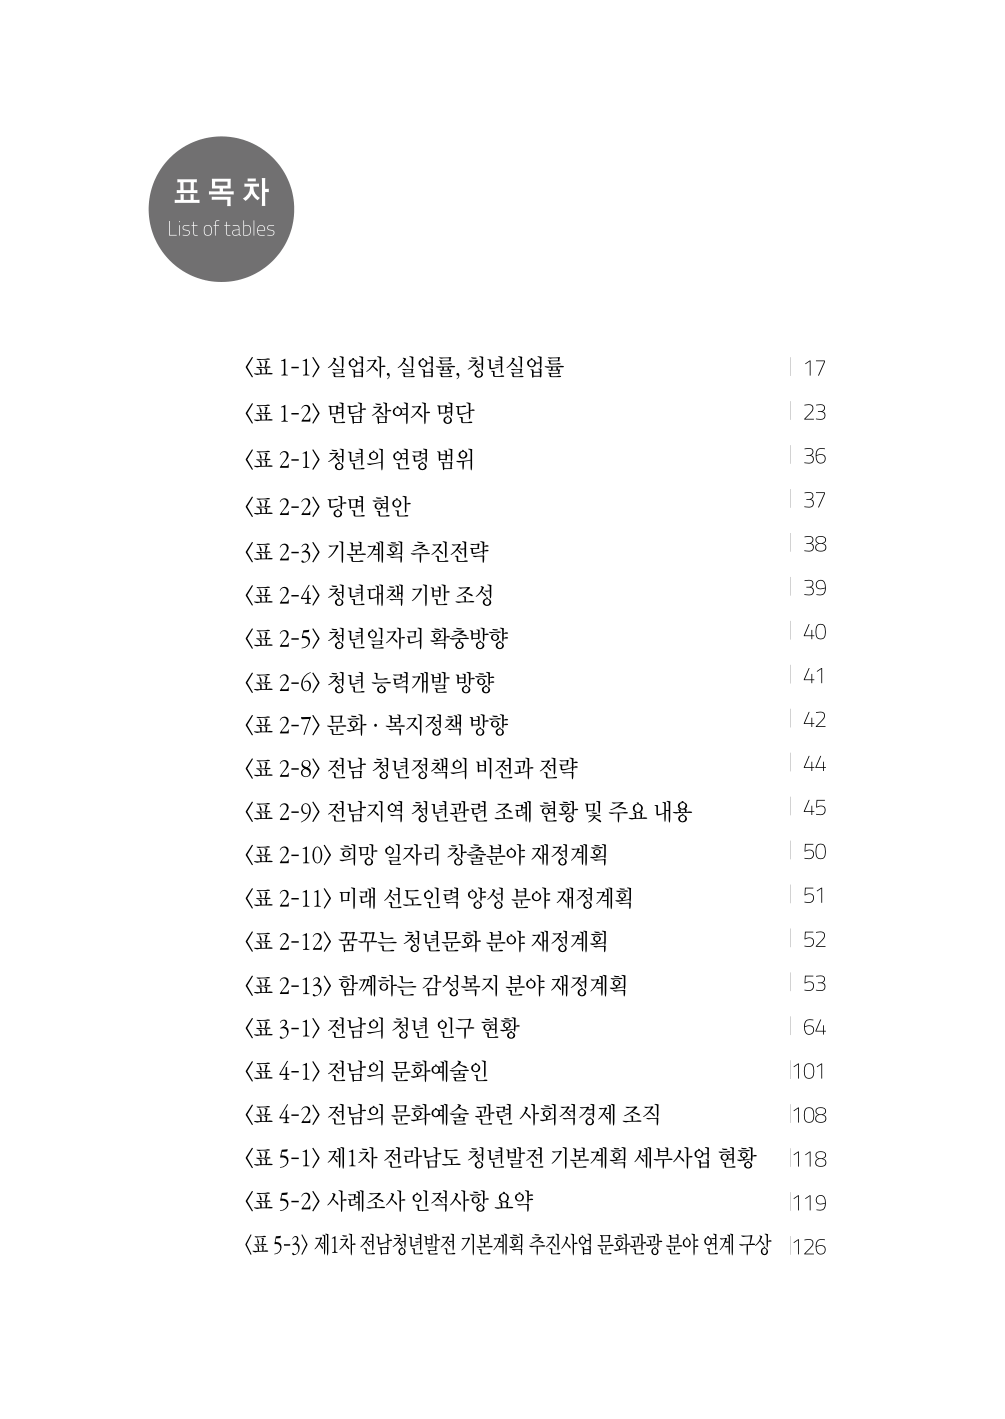 표 목 차
List of tables
〈표 1-1〉 실업자, 실업률, 청년실업률 17
〈표 1-2〉 면담 참여자 명단 23
〈표 2-1〉 청년의 연령 범위 36
〈표 2-2〉 당면 현안 37
〈표 2-3〉 기본계획 추진전략 38
〈표 2-4〉 청년대책 기반 조성 39
〈표 2-5〉 청년일자리 확충방향 40
〈표 2-6〉 청년 능력개발 방향 41
〈표 2-7〉 문화 · 복지정책 방향 42
〈표 2-8〉 전남 청년정책의 비전과 전략 44
〈표 2-9〉 전남지역 청년관련 조례 현황 및 주요 내용 45
〈표 2-10〉 희망 일자리 창출분야 재정계획 50
〈표 2-11〉 미래 선도인력 양성 분야 재정계획 51
〈표 2-12〉 꿈꾸는 청년문화 분야 재정계획 52
〈표 2-13〉 함께하는 감성복지 분야 재정계획 53
〈표 3-1〉 전남의 청년 인구 현황 64
〈표 4-1〉 전남의 문화예술인 101
〈표 4-2〉 전남의 문화예술 관련 사회적경제 조직 108
〈표 5-1〉 제1차 전라남도 청년발전 기본계획 세부사업 현황 118
〈표 5-2〉 사례조사 인적사항 요약 119
〈표 5-3〉 제1차 전남청년발전 기본계획 추진사업 문화관광 분야 연계 구상 126